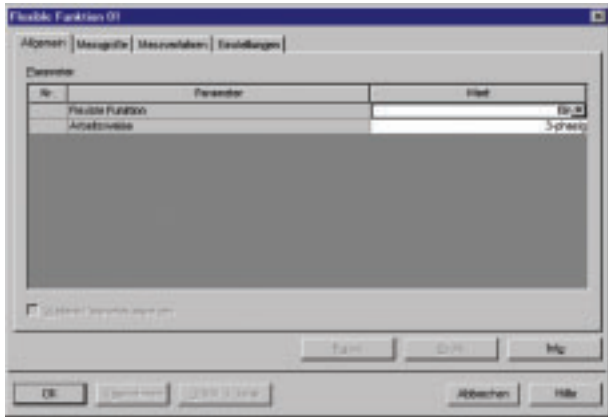 Flexible Funktion 01
Allgemein Messgröße Messverfahren Einstellungen
Parameter
Nr. Parameter Wert
Flexible Funktion Ein
Arbeitsweise 3-phasig
Info
OK Abbrechen Hilfe